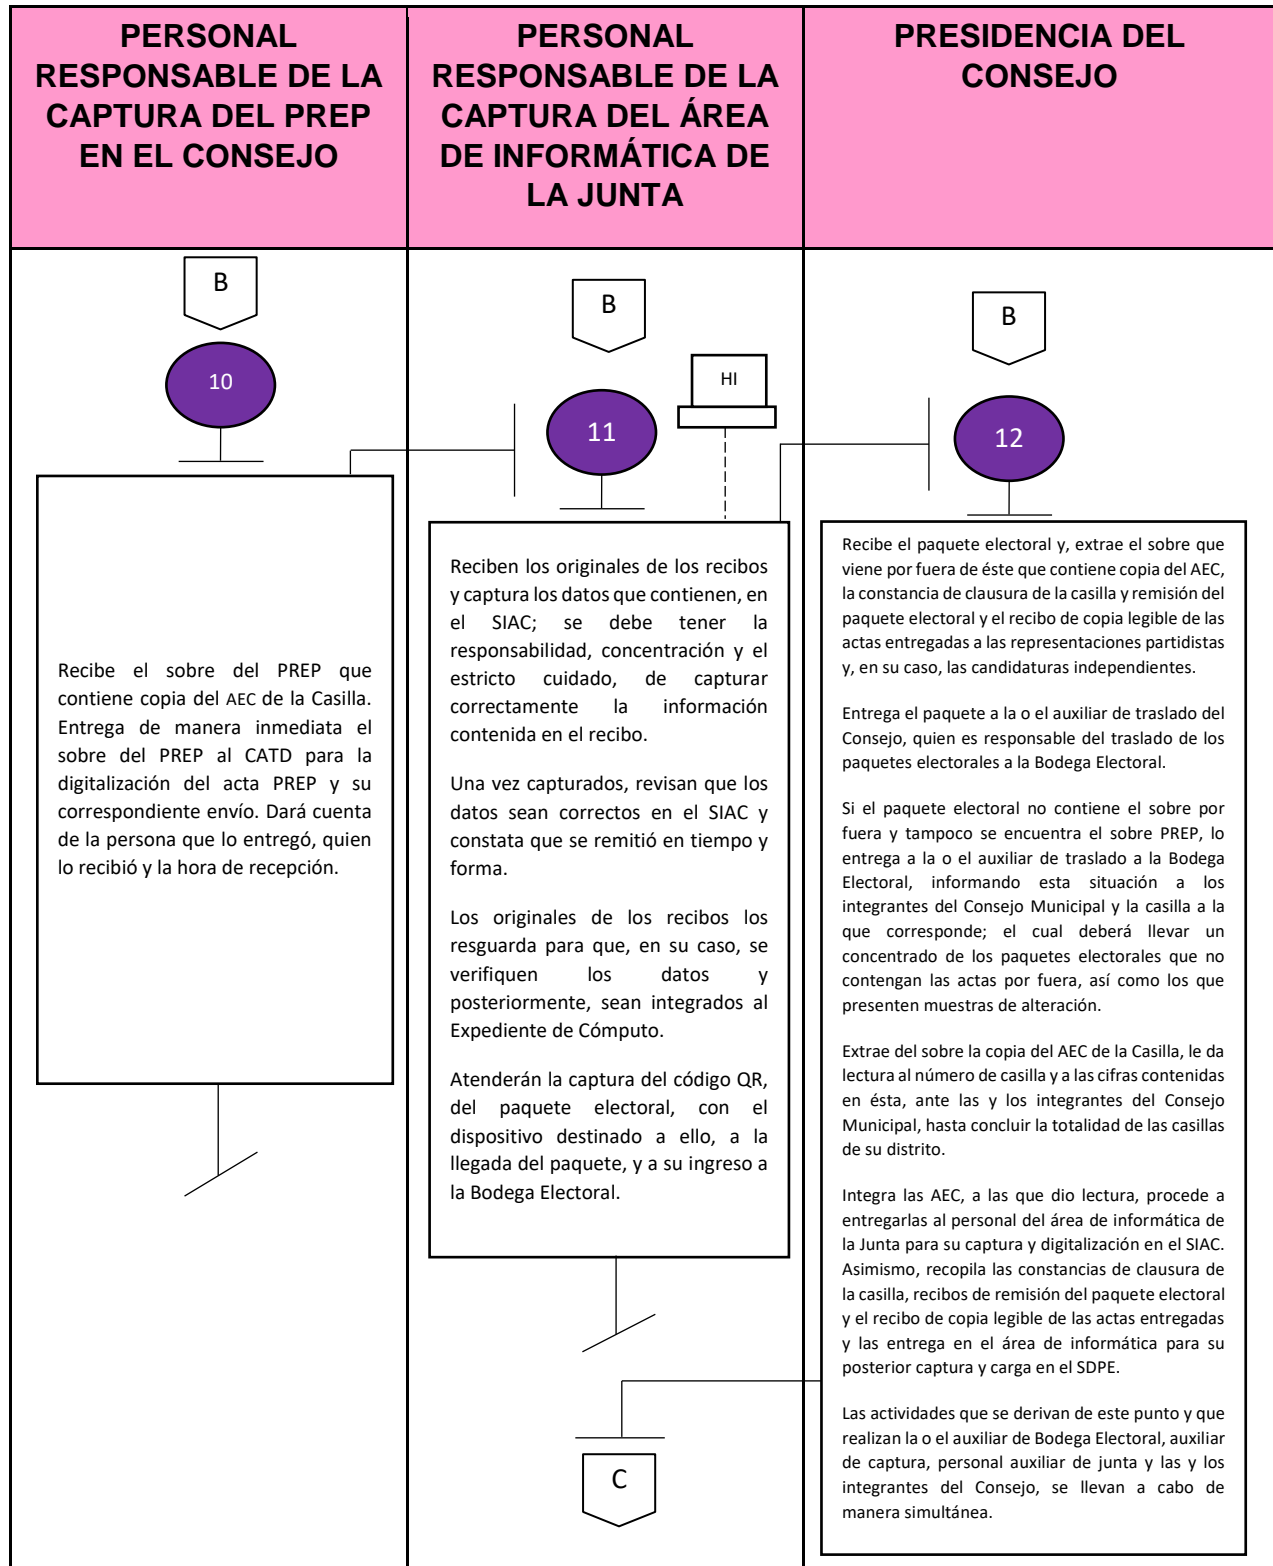 PERSONAL
RESPONSABLE DE LA
CAPTURA DEL PREP
EN EL CONSEJO
PERSONAL
RESPONSABLE DE LA
CAPTURA DEL ÁREA
DE INFORMÁTICA DE
LA JUNTA
PRESIDENCIA DEL
CONSEJO
B
10
Recibe el sobre del PREP que
contiene copia del AEC de la Casilla.
Entrega de manera inmediata el
sobre del PREP al CATD para la
digitalización del acta PREP y su
correspondiente envío. Dará cuenta
de la persona que lo entregó, quien
lo recibió y la hora de recepción.
B
HI
11
Reciben los originales de los recibos
y captura los datos que contienen, en
el SIAC; se debe tener la
responsabilidad, concentración y el
estricto cuidado, de capturar
correctamente la información
contenida en el recibo.
Una vez capturados, revisan que los
datos sean correctos en el SIAC y
constata que se remitió en tiempo y
forma.
Los originales de los recibos los
resguarda para que, en su caso, se
verifiquen los datos y
posteriormente, sean integrados al
Expediente de Cómputo.
Atenderán la captura del código QR,
del paquete electoral, con el
dispositivo destinado a ello, a la
llegada del paquete, y a su ingreso a
la Bodega Electoral.
C
B
12
Recibe el paquete electoral y, extrae el sobre que
viene por fuera de éste que contiene copia del AEC,
la constancia de clausura de la casilla y remisión del
paquete electoral y el recibo de copia legible de las
actas entregadas a las representaciones partidistas
y, en su caso, las candidaturas independientes.
Entrega el paquete a la o el auxiliar de traslado del
Consejo, quien es responsable del traslado de los
paquetes electorales a la Bodega Electoral.
Si el paquete electoral no contiene el sobre por
fuera y tampoco se encuentra el sobre PREP, lo
entrega a la o el auxiliar de traslado a la Bodega
Electoral, informando esta situación a los
integrantes del Consejo Municipal y la casilla a la
que corresponde; el cual deberá llevar un
concentrado de los paquetes electorales que no
contengan las actas por fuera, así como los que
presenten muestras de alteración.
Extrae del sobre la copia del AEC de la Casilla, le da
lectura al número de casilla y a las cifras contenidas
en ésta, ante las y los integrantes del Consejo
Municipal, hasta concluir la totalidad de las casillas
de su distrito.
Integra las AEC, a las que dio lectura, procede a
entregarlas al personal del área de informática de
la Junta para su captura y digitalización en el SIAC.
Asimismo, recopila las constancias de clausura de
la casilla, recibos de remisión del paquete electoral
y el recibo de copia legible de las actas entregadas
y las entrega en el área de informática para su
posterior captura y carga en el SDPE.
Las actividades que se derivan de este punto y que
realizan la o el auxiliar de Bodega Electoral, auxiliar
de captura, personal auxiliar de junta y las y los
integrantes del Consejo, se llevan a cabo de
manera simultánea.